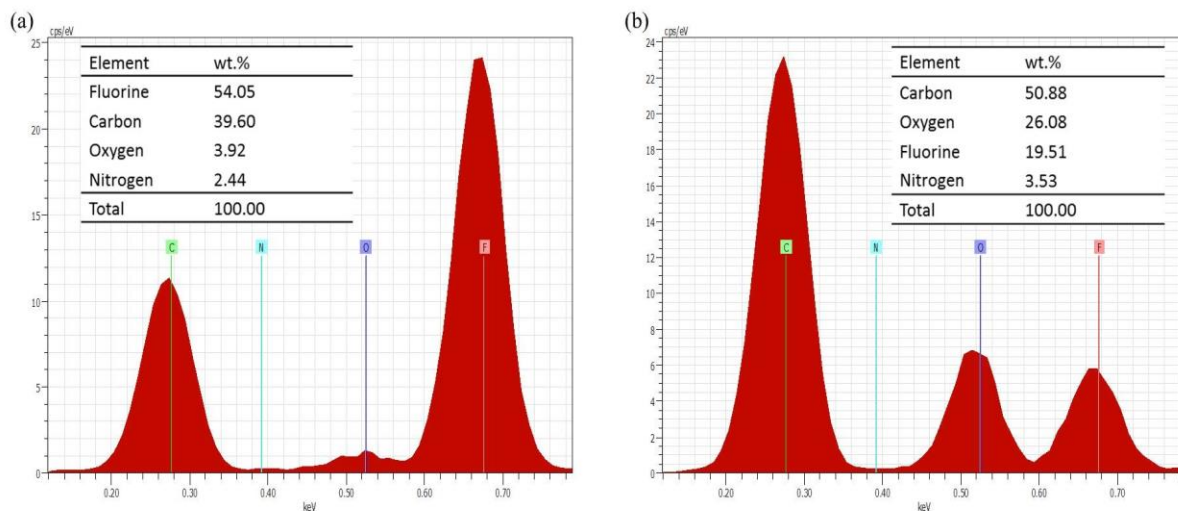 (a)
cps/eV
25
20
15
10
5
0
Element wt.%
Fluorine 54.05
Carbon 39.60
Oxygen 3.92
Nitrogen 2.44
Total 100.00
C N O F
0.20 0.30 0.40 0.50 0.60 0.70
keV
(b)
cps/eV
24
22
20
18
16
14
12
10
8
6
4
2
0
Element wt.%
Carbon 50.88
Oxygen 26.08
Fluorine 19.51
Nitrogen 3.53
Total 100.00
C N O F
0.20 0.30 0.40 0.50 0.60 0.70
keV